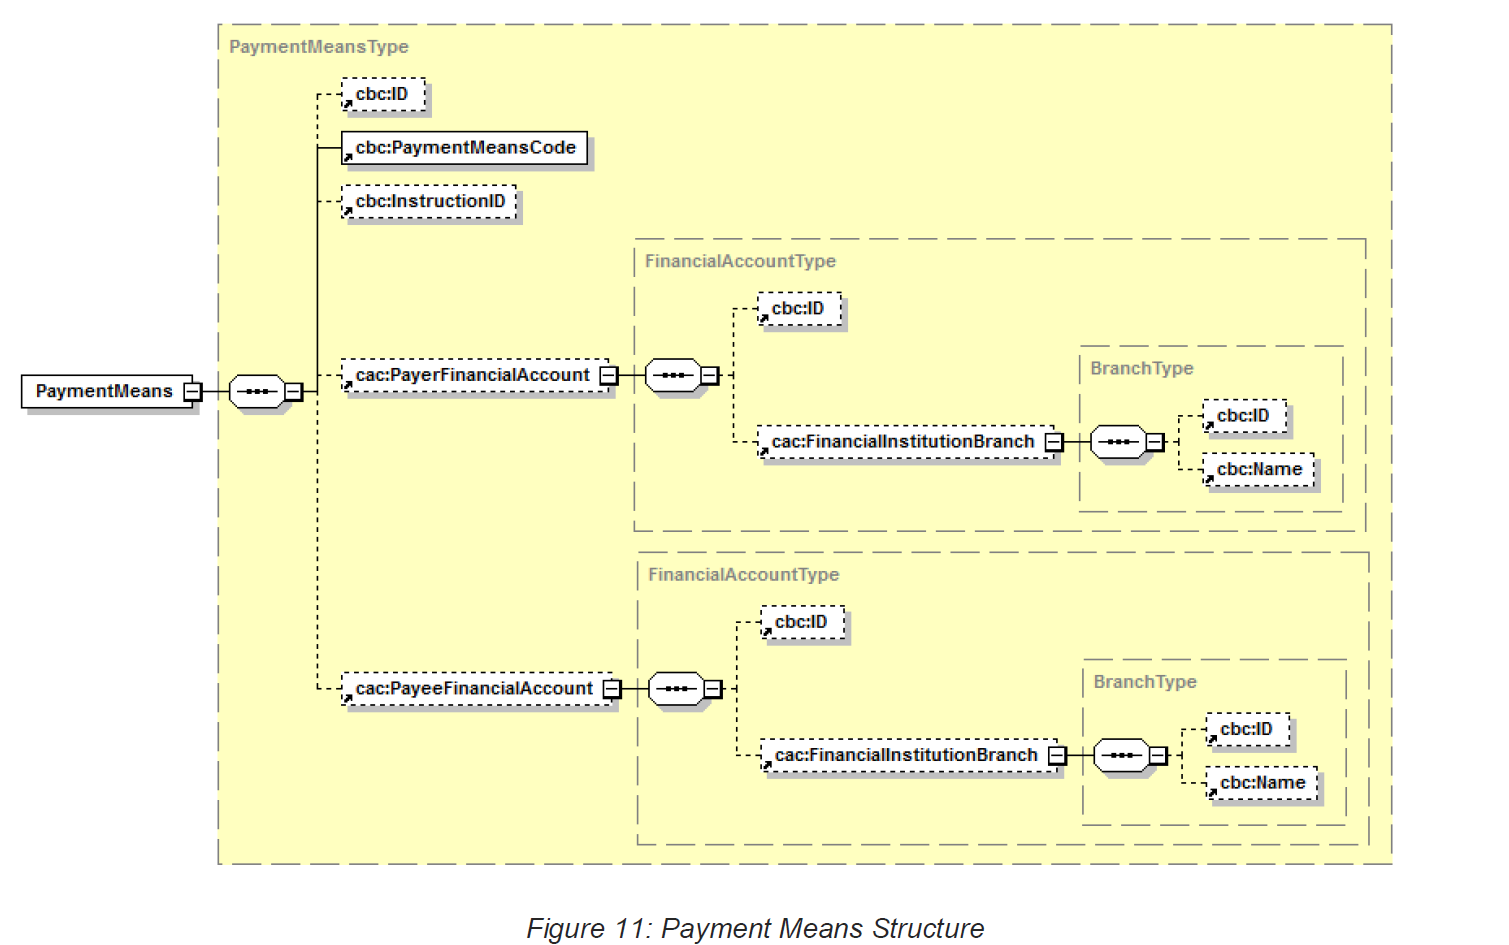 PaymentMeansType
cbc:ID
cbc:PaymentMeansCode
cbc:InstructionID
FinancialAccountType
cbc:ID
PaymentMeans
cac:PayerFinancialAccount
BranchType
cbc:ID
cac:FinancialInstitutionBranch
cbc:Name
FinancialAccountType
cbc:ID
cac:PayeeFinancialAccount
BranchType
cbc:ID
cac:FinancialInstitutionBranch
cbc:Name
Figure 11: Payment Means Structure